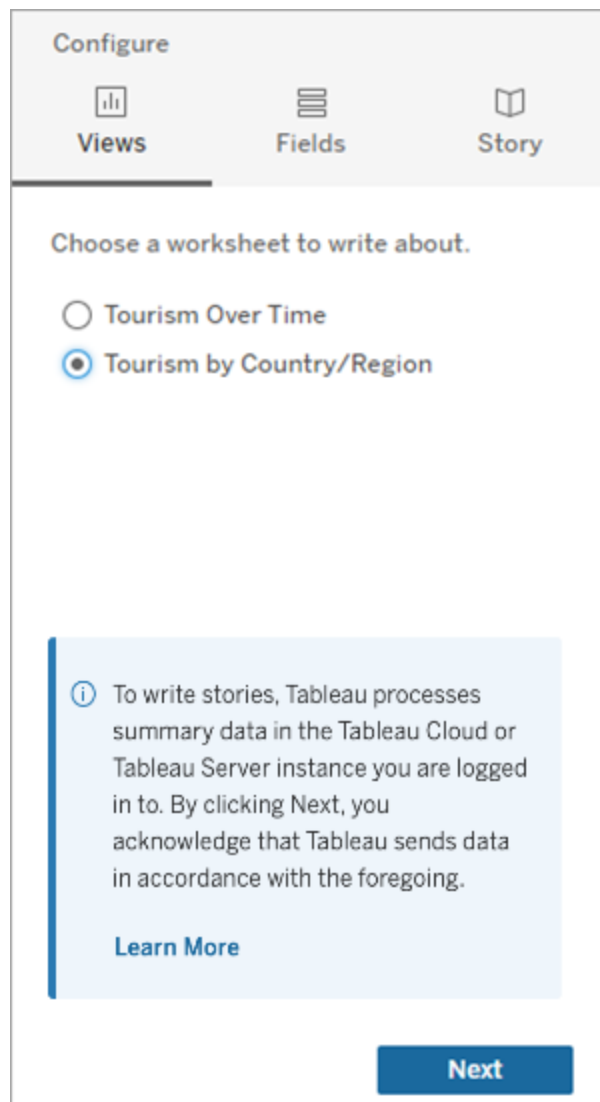 Configure
Views Fields Story
Choose a worksheet to write about.
Tourism Over Time
Tourism by Country/Region
To write stories, Tableau processes
summary data in the Tableau Cloud or
Tableau Server instance you are logged
in to. By clicking Next, you
acknowledge that Tableau sends data
in accordance with the foregoing.
Learn More
Next